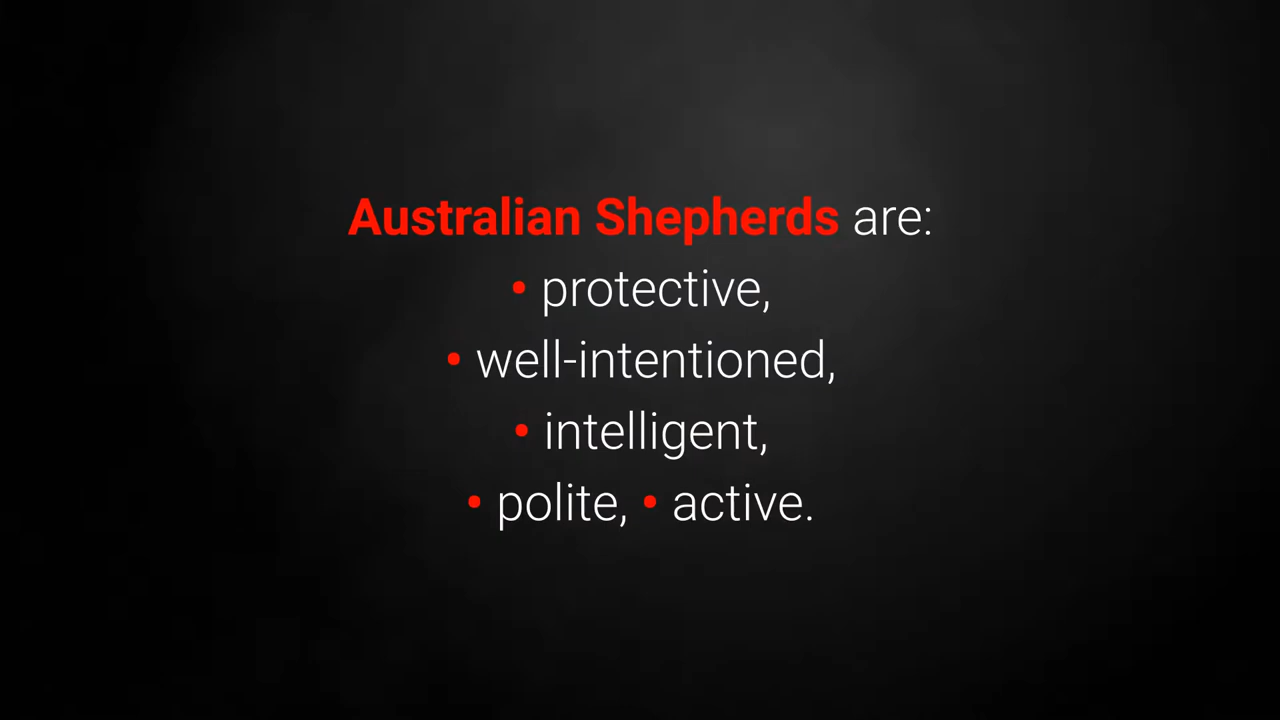 Australian Shepherds are:
• protective,
• well-intentioned,
• intelligent,
• polite, • active.